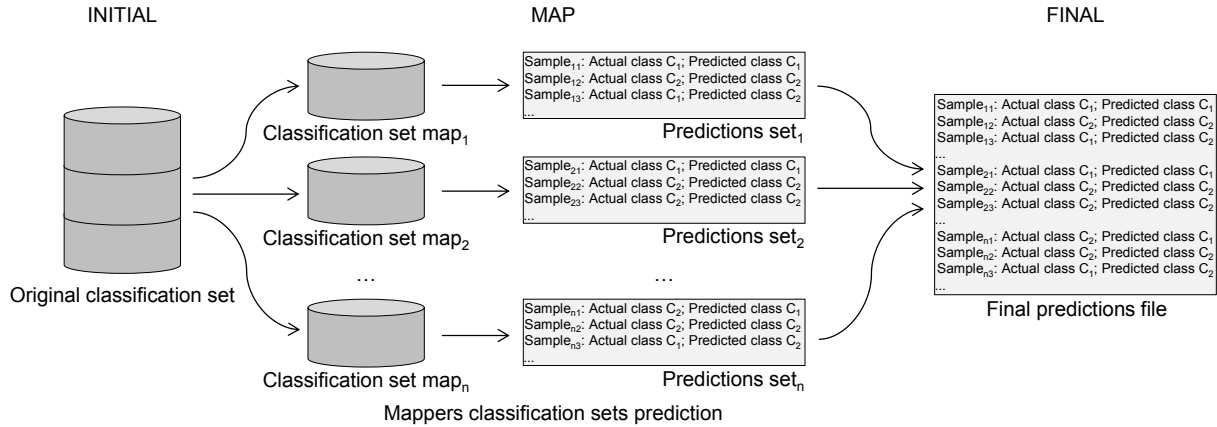 INITIAL
MAP
FINAL
Original classification set
Classification set map₁
Classification set map₂
...
Classification set mapₙ
Sample₁₁: Actual class C₁; Predicted class C₁
Sample₁₂: Actual class C₂; Predicted class C₂
Sample₁₃: Actual class C₁; Predicted class C₂
...
Predictions set₁
Sample₂₁: Actual class C₁; Predicted class C₁
Sample₂₂: Actual class C₂; Predicted class C₂
Sample₂₃: Actual class C₂; Predicted class C₂
...
Predictions set₂
...
Sampleₙ₁: Actual class C₂; Predicted class C₁
Sampleₙ₂: Actual class C₂; Predicted class C₂
Sampleₙ₃: Actual class C₁; Predicted class C₂
...
Predictions setₙ
Mappers classification sets prediction
Sample₁₁: Actual class C₁; Predicted class C₁
Sample₁₂: Actual class C₂; Predicted class C₂
Sample₁₃: Actual class C₁; Predicted class C₂
...
Sample₂₁: Actual class C₁; Predicted class C₁
Sample₂₂: Actual class C₂; Predicted class C₂
Sample₂₃: Actual class C₂; Predicted class C₂
...
Sampleₙ₁: Actual class C₂; Predicted class C₁
Sampleₙ₂: Actual class C₂; Predicted class C₂
Sampleₙ₃: Actual class C₁; Predicted class C₂
...
Final predictions file